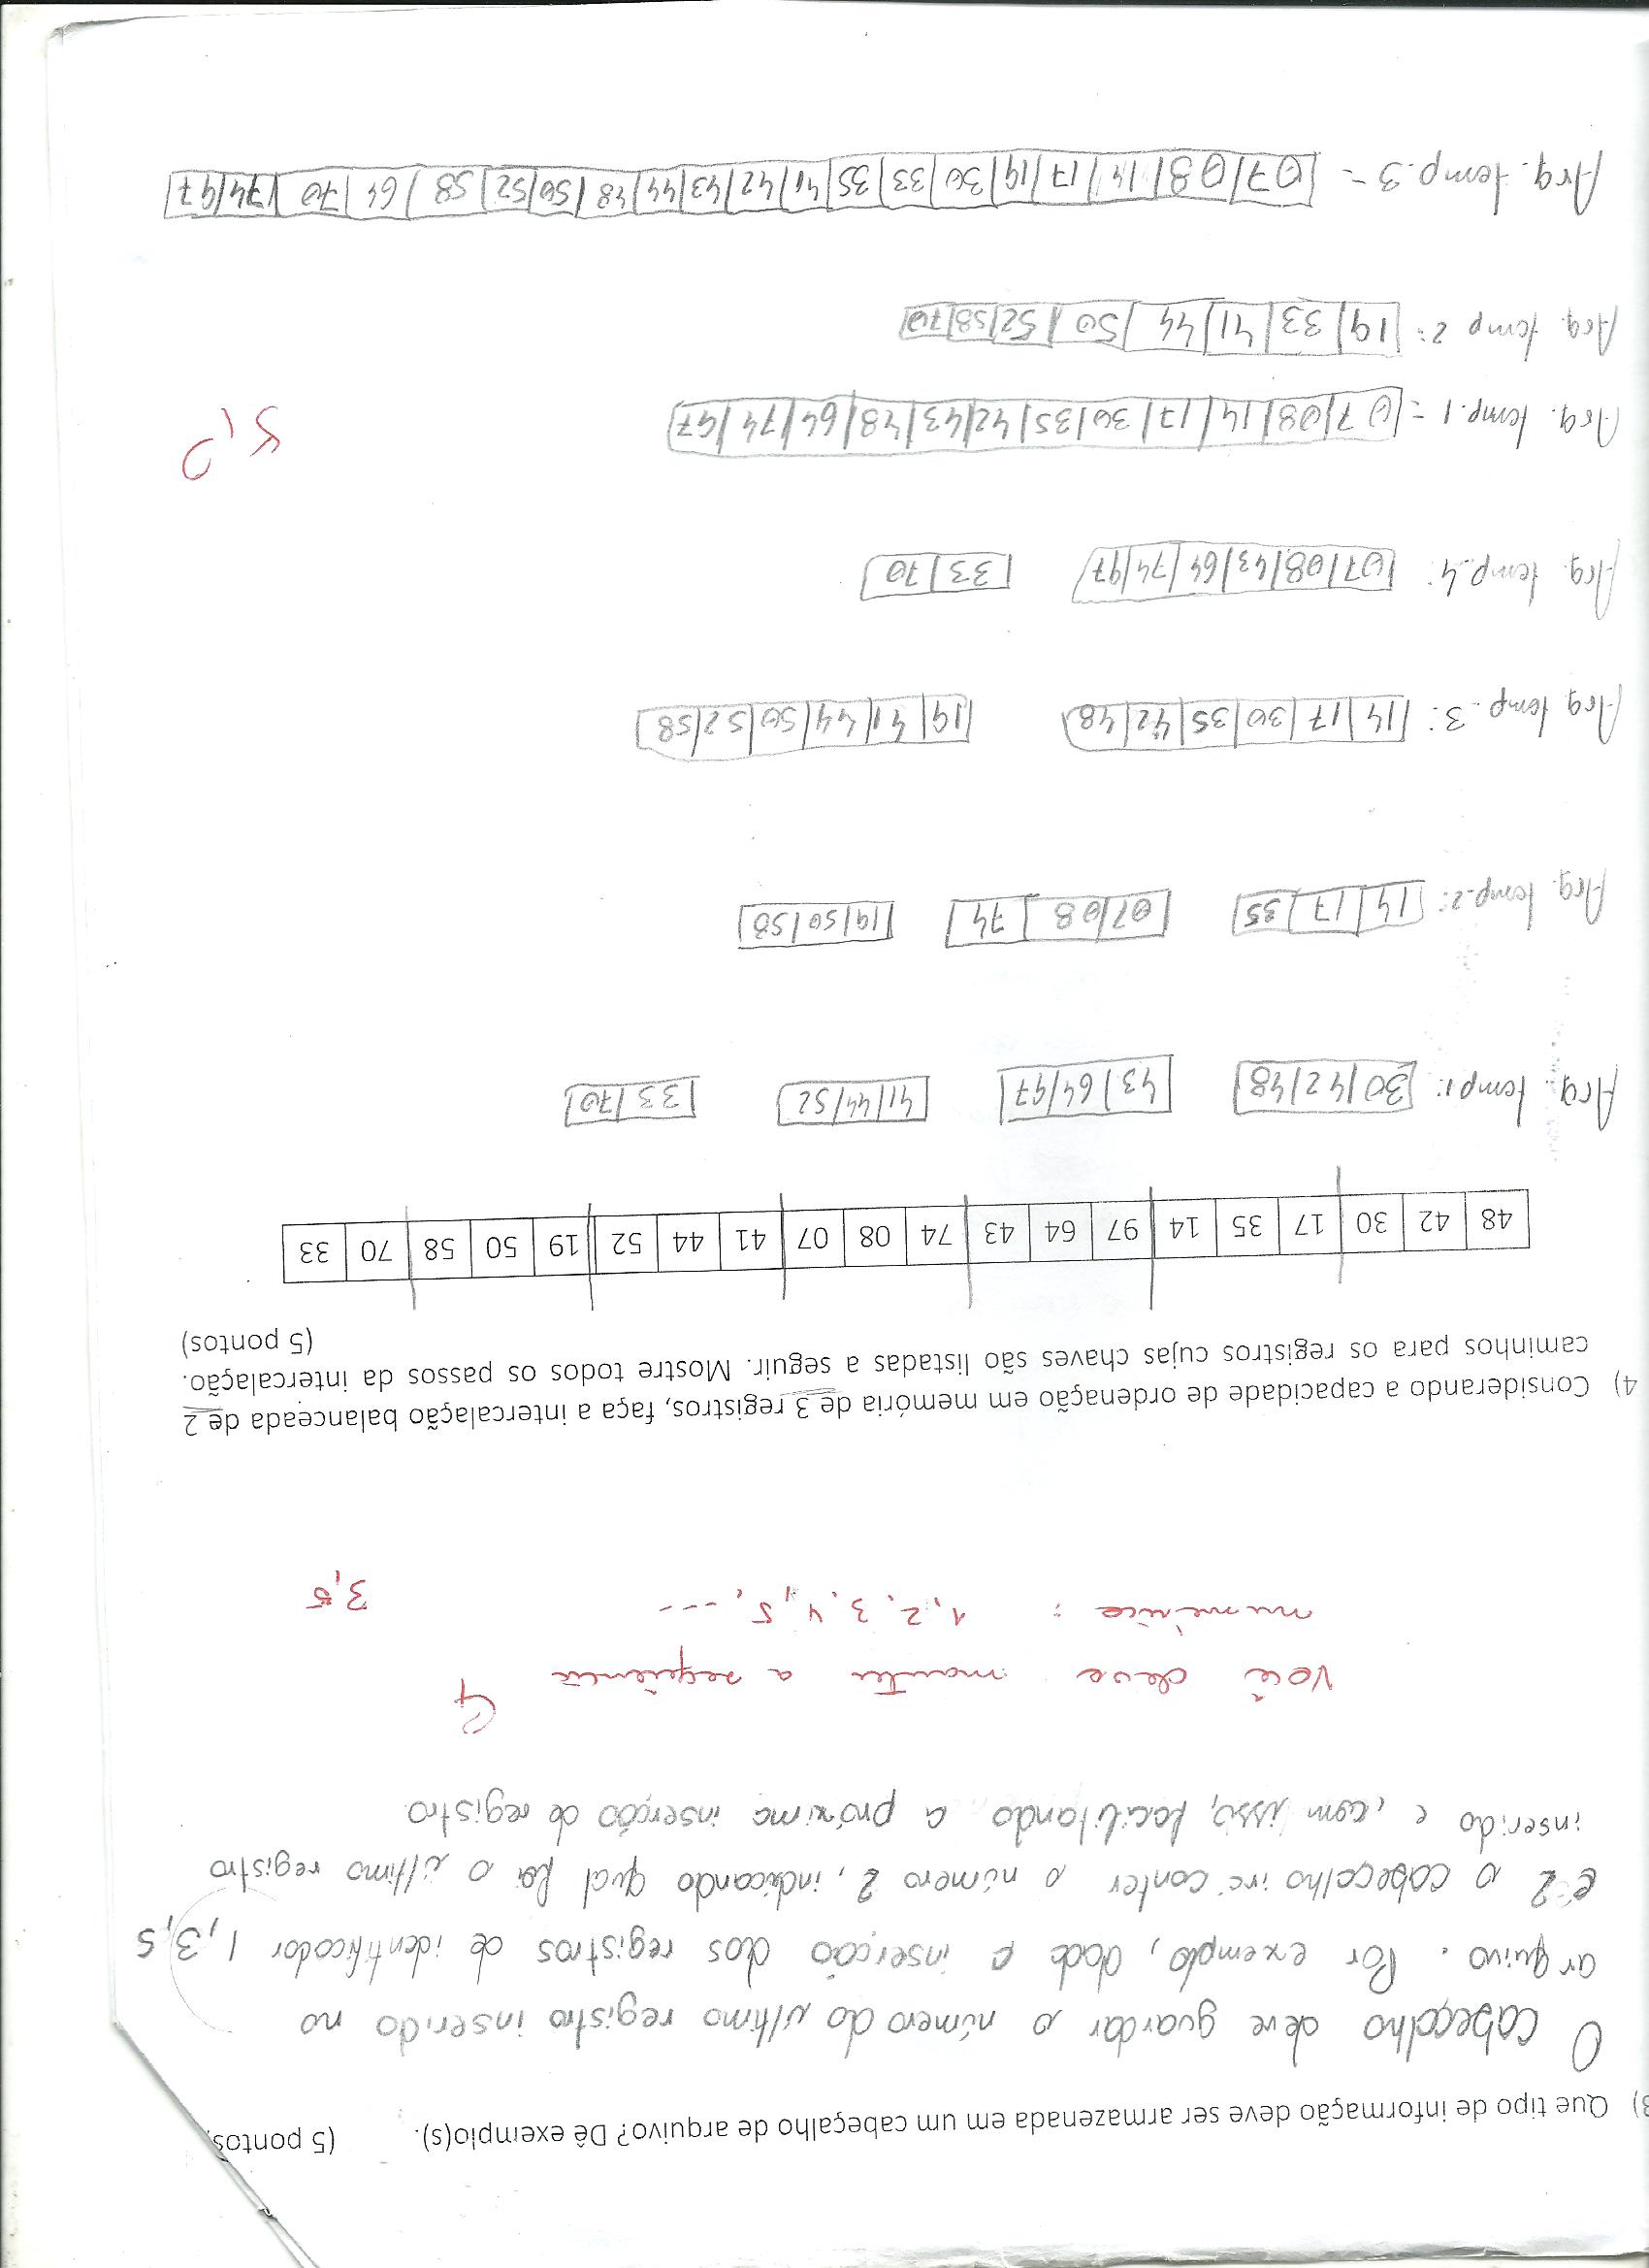 3) Que tipo de informação deve ser armazenada em um cabeçalho de arquivo? Dê exemplo(s). (5 pontos)
O cabeçalho deve guardar o número do ultimo registro inserido no
arquivo. Por exemplo, dada a inserção dos registros de identificador 1, 3, 5
e 2 o cabeçalho irá conter o número 2, indicando qual foi o último registro
inserido e, com isso, facilitando a próxima inserção de registro.
Você deve manter a seqüência
numérica: 1, 2, 3, 4, 5, ---
3,5
4) Considerando a capacidade de ordenação em memória de 3 registros, faça a intercalação balanceada de 2
caminhos para os registros cujas chaves são listadas a seguir. Mostre todos os passos da intercalação.
(5 pontos)
48 42 30 17 35 14 97 64 43 74 08 07 41 44 52 19 50 58 70 33
Arq. temp1: 30 42 48 43 64 97 41 44 52 33 70
Arq. temp.2: 14 17 35 07 08 74 19 50 58
Arq temp. 3: 14 17 30 35 42 48 19 41 44 50 52 58
Arq. temp.4: 07 08 43 64 74 97 33 70
Arq. temp.1 = 07 08 14 17 30 35 42 43 48 64 74 97
5,0
Arq. temp 2: 19 33 41 44 50 52 58 70
Arq. temp.3 = 07 08 14 17 19 30 33 35 41 42 43 44 48 50 52 58 64 70 74 97